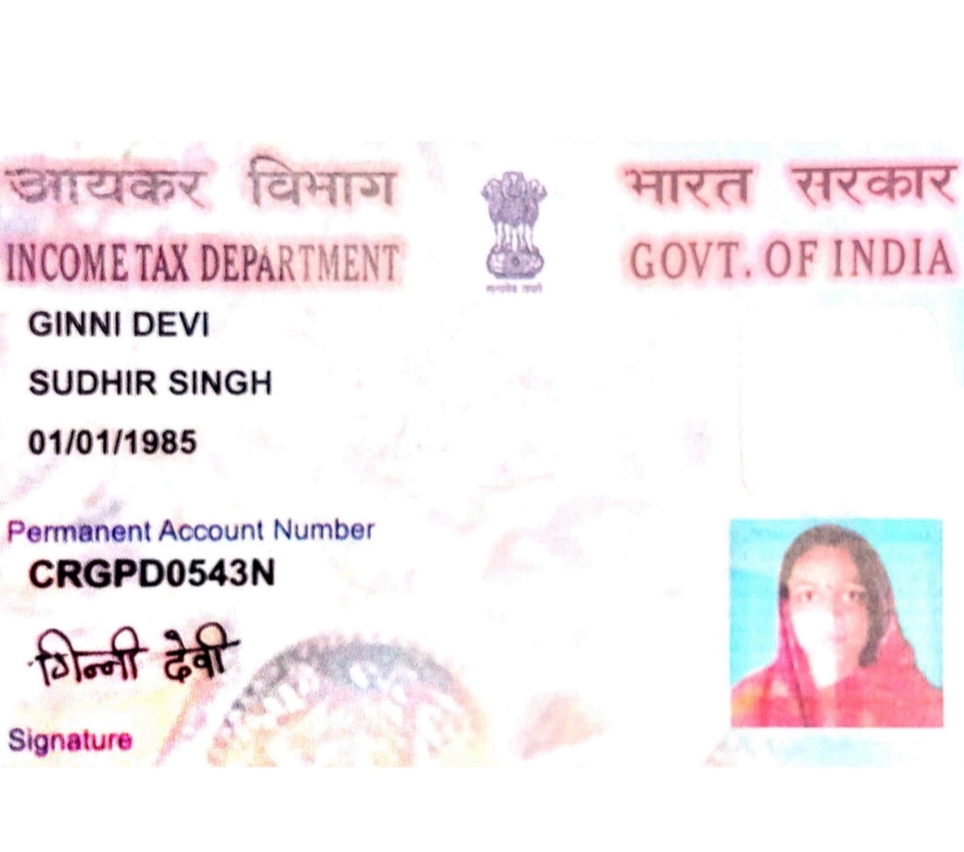 आयकर विभाग
भारत सरकार
INCOME TAX DEPARTMENT
GOVT. OF INDIA
सत्यमेव जयते
GINNI DEVI
SUDHIR SINGH
01/01/1985
Permanent Account Number
CRGPD0543N
गिन्नी देवी
Signature